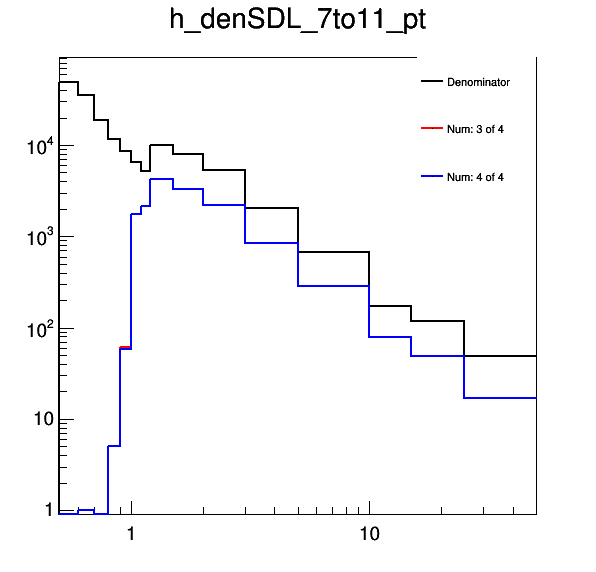 h_denSDL_7to11_pt
Denominator
Num: 3 of 4
Num: 4 of 4
10^4
10^3
10^2
10
1
1
10